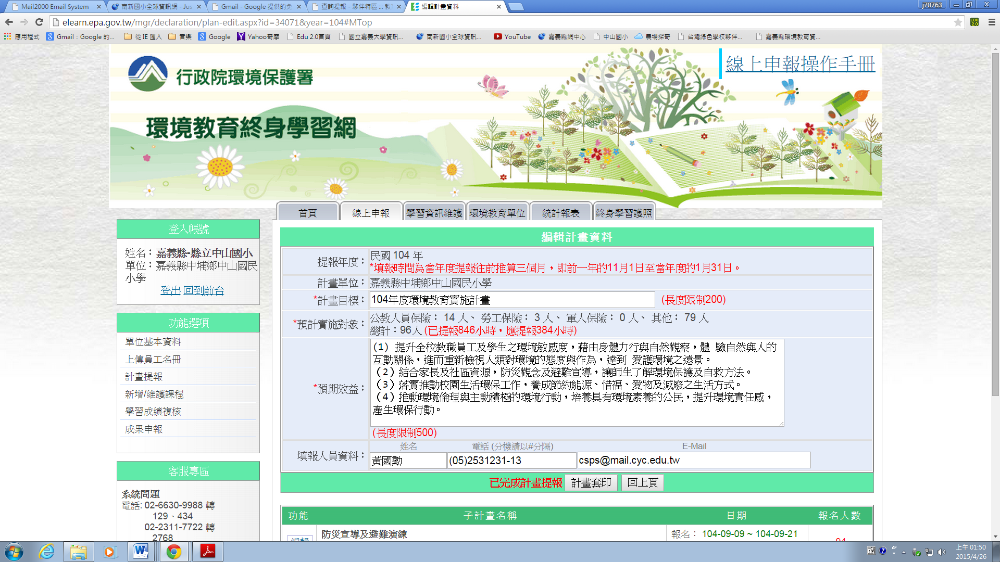 Mail2000 Email System
南新國小全球資訊網 - Jus
Gmail - Google 提供的免
查詢提報 - 夥伴特區 ::: 教
編輯計畫資料
j70763
elearn.epa.gov.tw/mgr/declaration/plan-edit.aspx?id=34071&year=104#MTop
應用程式
Gmail：Google 的...
從 IE 匯入
音樂
Google
Yahoo奇摩
Edu 2.0首頁
國立嘉義大學資訊...
南新國小全球資訊...
YouTube
嘉義縣網中心
中山國小
農場探奇
台灣綠色學校夥伴...
嘉義縣環境教育資...
行政院環境保護署
線上申報操作手冊
環境教育終身學習網
首頁
線上申報
學習資訊維護
環境教育單位
統計報表
終身學習護照
登入帳號
姓名：嘉義縣-縣立中山國小
單位：嘉義縣中埔鄉中山國民
小學
登出 回到前台
功能選項
單位基本資料
上傳員工名冊
計畫提報
新增/維護課程
學習成績複核
成果申報
客服專區
系統問題
電話: 02-6630-9988 轉
129、434
02-2311-7722 轉
2768
編輯計畫資料
提報年度：
民國 104 年
*填報時間為當年度提報往前推算三個月，即前一年的11月1日至當年度的1月31日。
計畫單位：
嘉義縣中埔鄉中山國民小學
*計畫目標：
104年度環境教育實施計畫
(長度限制200)
*預計實施對象：
公教人員保險： 14 人、 勞工保險： 3 人、 軍人保險： 0 人、 其他： 79 人
總計：96人 (已提報846小時，應提報384小時)
*預期效益：
(1) 提升全校教職員工及學生之環境敏感度，藉由身體力行與自然觀察，體 驗自然與人的
互動關係，進而重新檢視人類對環境的態度與作為，達到 愛護環境之遠景。
（2）結合家長及社區資源，防災觀念及避難宣導，讓師生了解環境保護及自救方法。
（3）落實推動校園生活環保工作，養成節約能源、惜福、愛物及減廢之生活方式。
（4）推動環境倫理與主動積極的環境行動，培養具有環境素養的公民，提升環境責任感，
產生環保行動。
(長度限制500)
填報人員資料：
姓名
電話 (分機請以#分隔)
E-Mail
黃國勳
(05)2531231-13
csps@mail.cyc.edu.tw
已完成計畫提報
計畫套印
回上頁
功能
子計畫名稱
日期
報名人數
編輯
防災宣導及避難演練
報名： 104-09-09 ~ 104-09-21
94
上午 01:50
2015/4/26